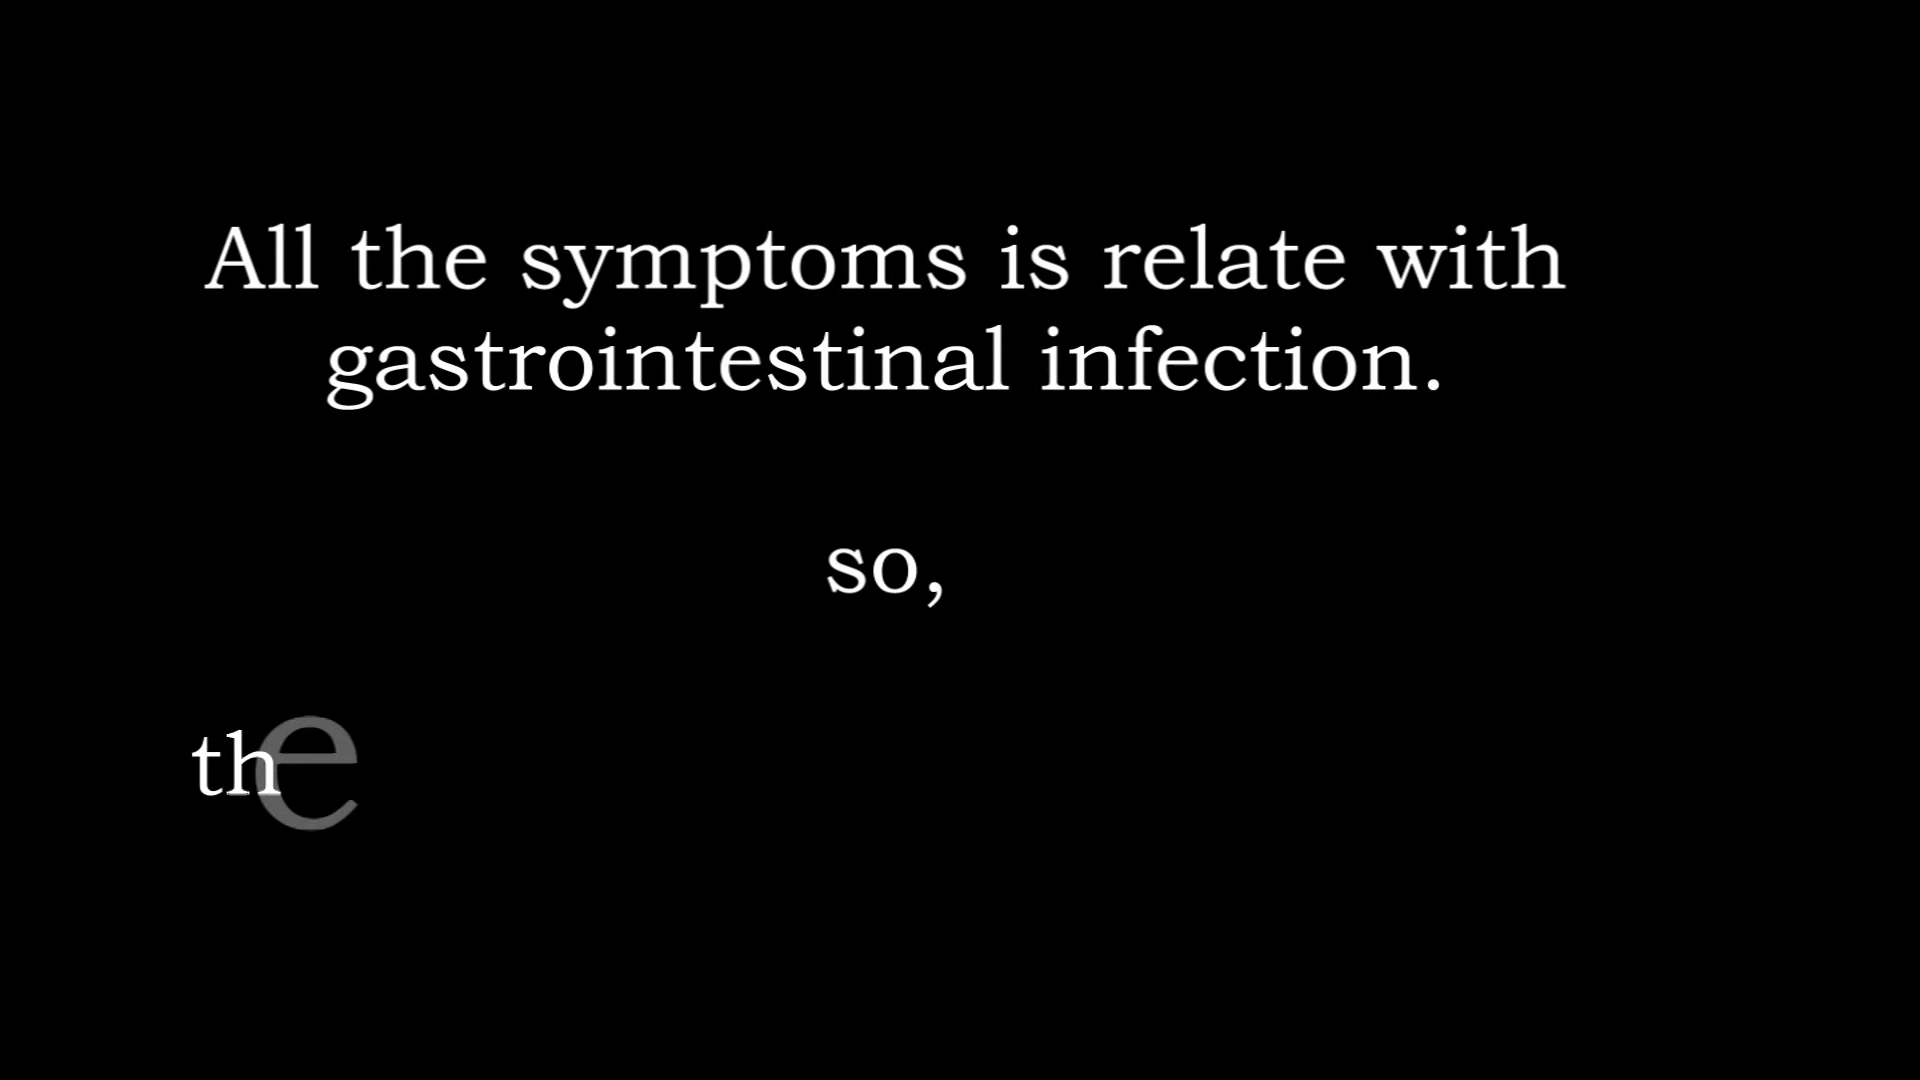 All the symptoms is relate with
gastrointestinal infection.
so,
the